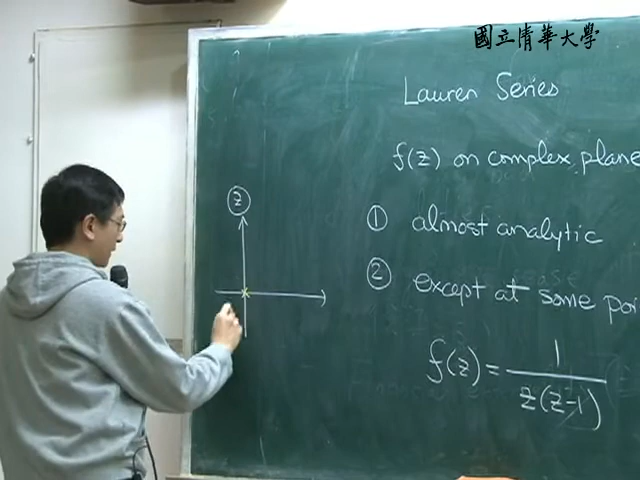 國立清華大學
Lauren Series
f(z) on complex plane
① almost analytic
② except at some poi
f(z) = 1 / z(z-1)
z